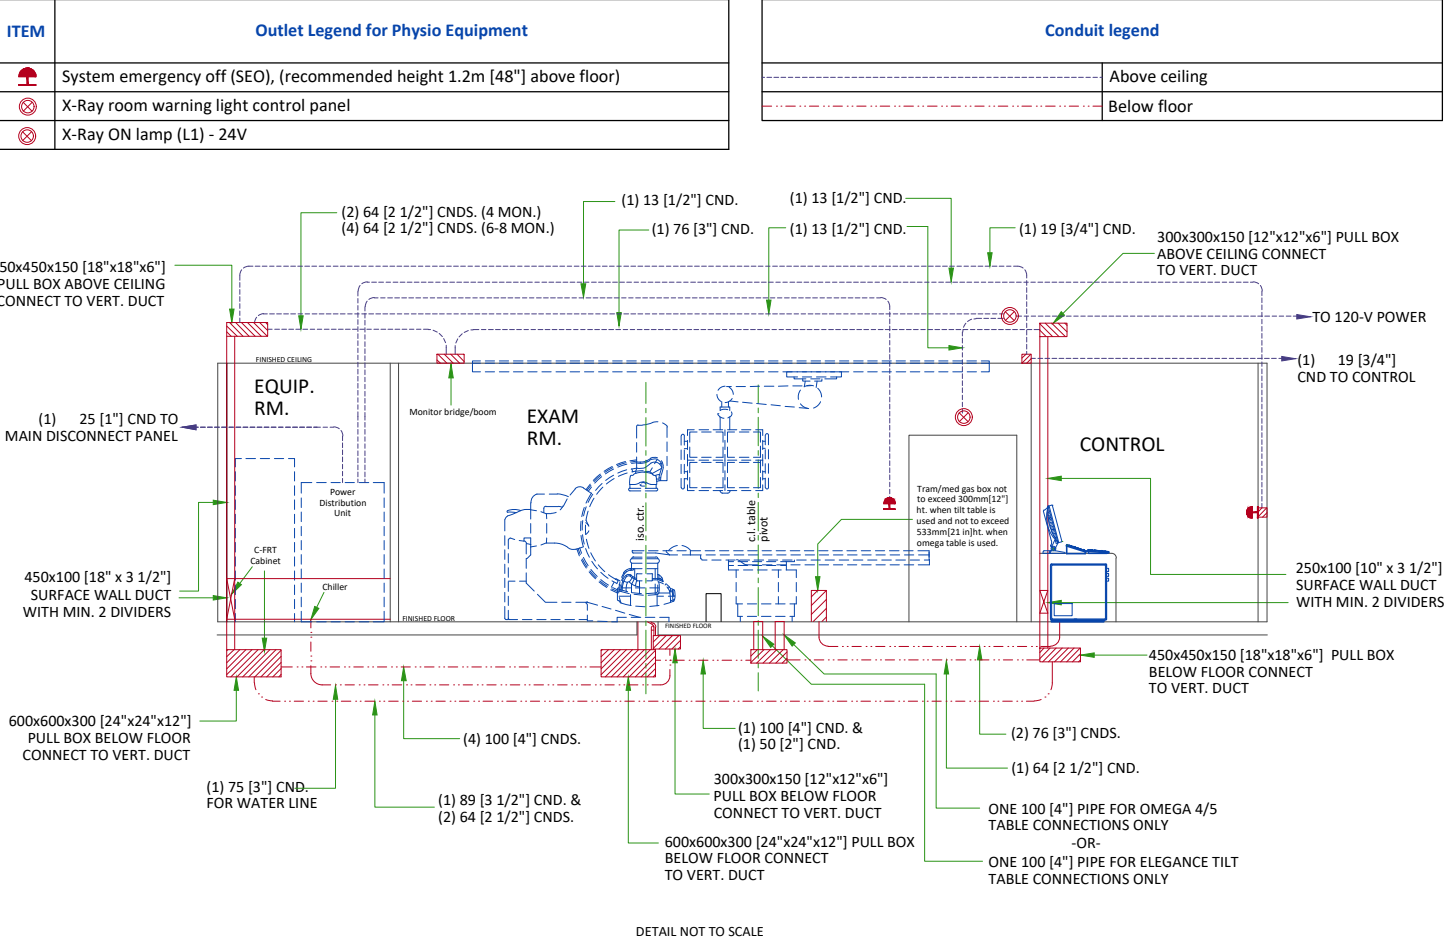 ITEM
Outlet Legend for Physio Equipment
System emergency off (SEO), (recommended height 1.2m [48"] above floor)
X-Ray room warning light control panel
X-Ray ON lamp (L1) - 24V
Conduit legend
Above ceiling
Below floor
(2) 64 [2 1/2"] CNDS. (4 MON.)
(4) 64 [2 1/2"] CNDS. (6-8 MON.)
(1) 13 [1/2"] CND.
(1) 76 [3"] CND.
(1) 13 [1/2"] CND.
(1) 13 [1/2"] CND.
(1) 19 [3/4"] CND.
300x300x150 [12"x12"x6"] PULL BOX
ABOVE CEILING CONNECT
TO VERT. DUCT
50x450x150 [18"x18"x6"]
PULL BOX ABOVE CEILING
CONNECT TO VERT. DUCT
TO 120-V POWER
(1) 19 [3/4"]
CND TO CONTROL
FINISHED CEILING
EQUIP.
RM.
Monitor bridge/boom
EXAM
RM.
CONTROL
(1) 25 [1"] CND TO
MAIN DISCONNECT PANEL
Power
Distribution
Unit
C-FRT
Cabinet
Chiller
iso. ctr.
c.l. table
pivot
Tram/med gas box not
to exceed 300mm[12"]
ht. when tilt table is
used and not to exceed
533mm[21 in]ht. when
omega table is used.
450x100 [18" x 3 1/2"]
SURFACE WALL DUCT
WITH MIN. 2 DIVIDERS
250x100 [10" x 3 1/2"]
SURFACE WALL DUCT
WITH MIN. 2 DIVIDERS
FINISHED FLOOR
FINISHED FLOOR
450x450x150 [18"x18"x6"] PULL BOX
BELOW FLOOR CONNECT
TO VERT. DUCT
600x600x300 [24"x24"x12"]
PULL BOX BELOW FLOOR
CONNECT TO VERT. DUCT
(4) 100 [4"] CNDS.
(1) 100 [4"] CND. &
(1) 50 [2"] CND.
(2) 76 [3"] CNDS.
(1) 64 [2 1/2"] CND.
(1) 75 [3"] CND.
FOR WATER LINE
(1) 89 [3 1/2"] CND. &
(2) 64 [2 1/2"] CNDS.
300x300x150 [12"x12"x6"]
PULL BOX BELOW FLOOR
CONNECT TO VERT. DUCT
600x600x300 [24"x24"x12"] PULL BOX
BELOW FLOOR CONNECT
TO VERT. DUCT
ONE 100 [4"] PIPE FOR OMEGA 4/5
TABLE CONNECTIONS ONLY
-OR-
ONE 100 [4"] PIPE FOR ELEGANCE TILT
TABLE CONNECTIONS ONLY
DETAIL NOT TO SCALE